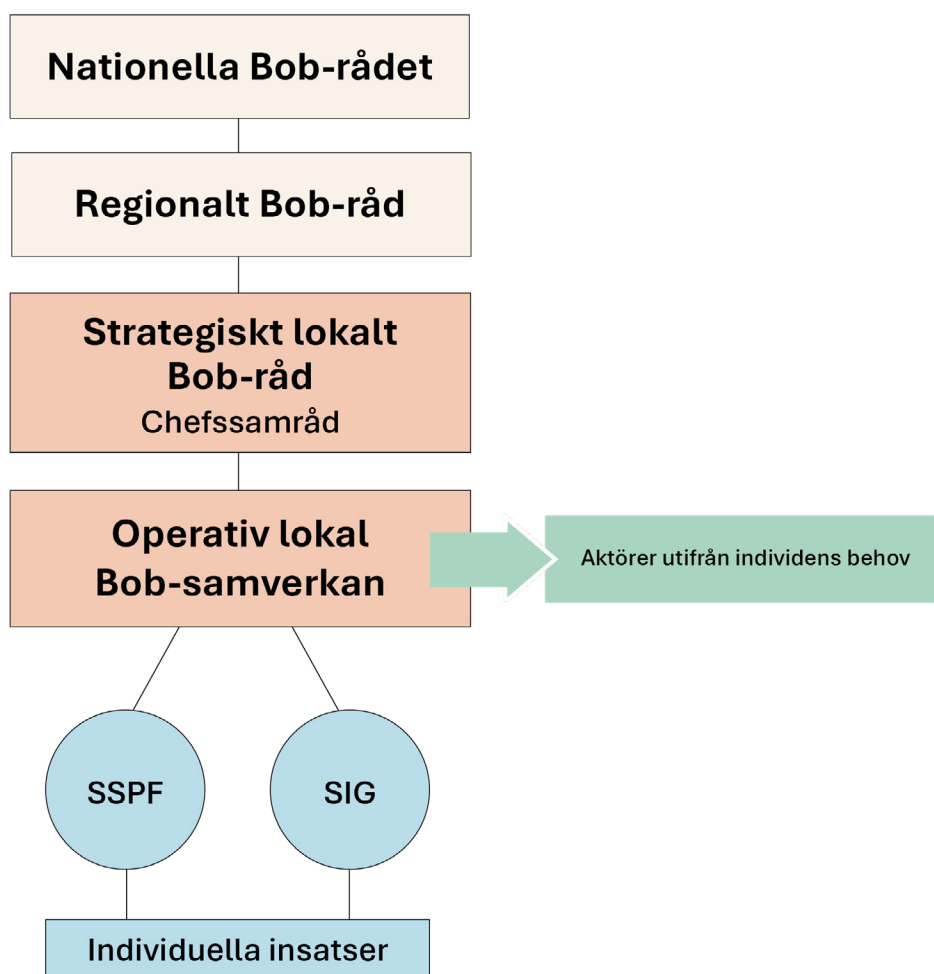 Nationella Bob-rådet
Regionalt Bob-råd
Strategiskt lokalt
Bob-råd
Chefssamråd
Operativ lokal
Bob-samverkan
Aktörer utifrån individens behov
SSPF
SIG
Individuella insatser